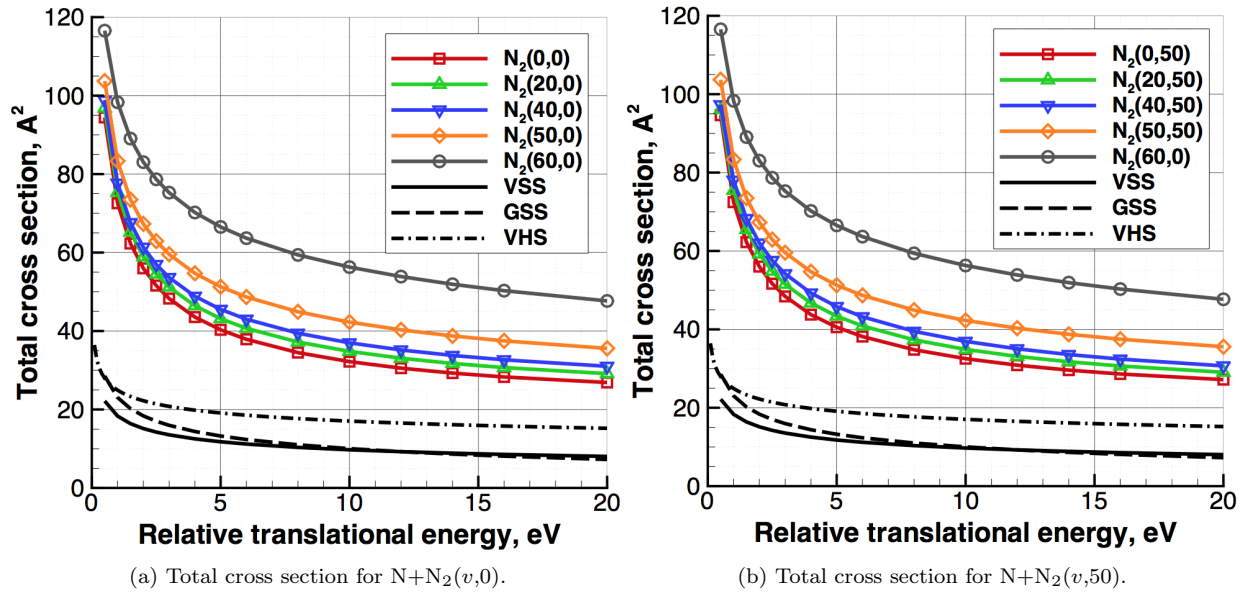 Total cross section, A²
120
100
80
60
40
20
0
0
5
10
15
20
Relative translational energy, eV
N₂(0,0)
N₂(20,0)
N₂(40,0)
N₂(50,0)
N₂(60,0)
VSS
GSS
VHS
(a) Total cross section for N+N₂(v,0).
Total cross section, A²
120
100
80
60
40
20
0
0
5
10
15
20
Relative translational energy, eV
N₂(0,50)
N₂(20,50)
N₂(40,50)
N₂(50,50)
N₂(60,0)
VSS
GSS
VHS
(b) Total cross section for N+N₂(v,50).